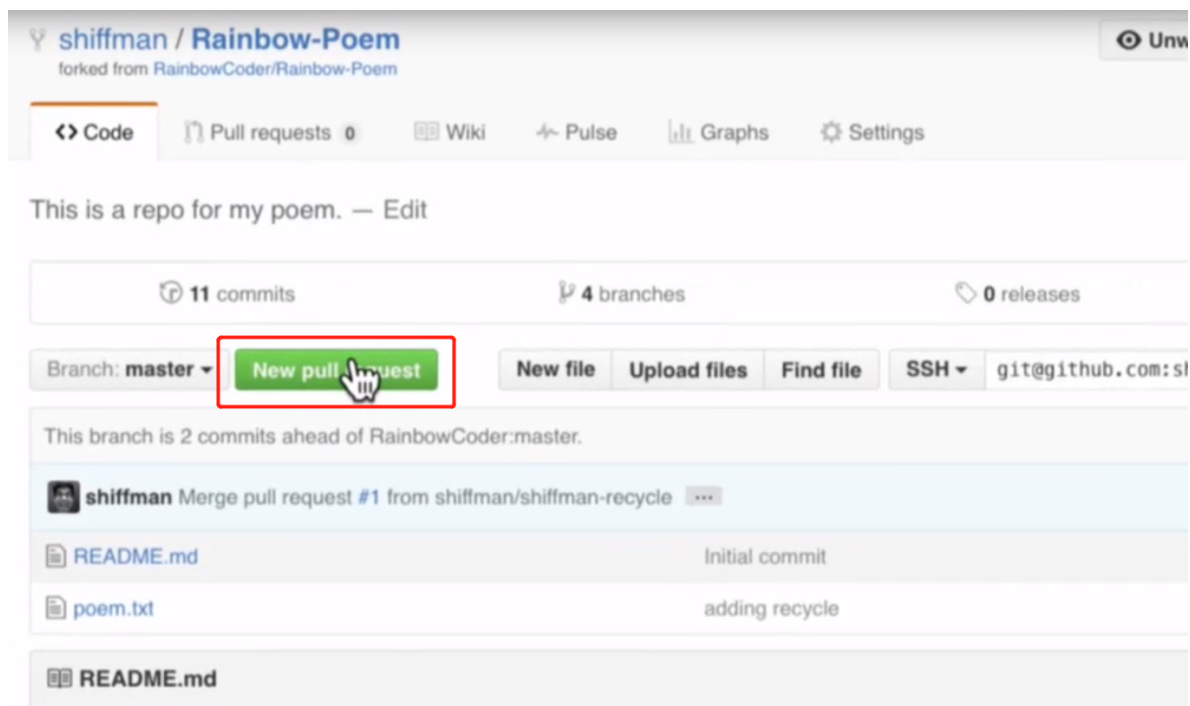 shiffman / Rainbow-Poem
Unw
forked from RainbowCoder/Rainbow-Poem
Code Pull requests 0 Wiki Pulse Graphs Settings
This is a repo for my poem. — Edit
11 commits 4 branches 0 releases
Branch: master New pull request New file Upload files Find file SSH git@github.com:sh
This branch is 2 commits ahead of RainbowCoder:master.
shiffman Merge pull request #1 from shiffman/shiffman-recycle ...
README.md Initial commit
poem.txt adding recycle
README.md